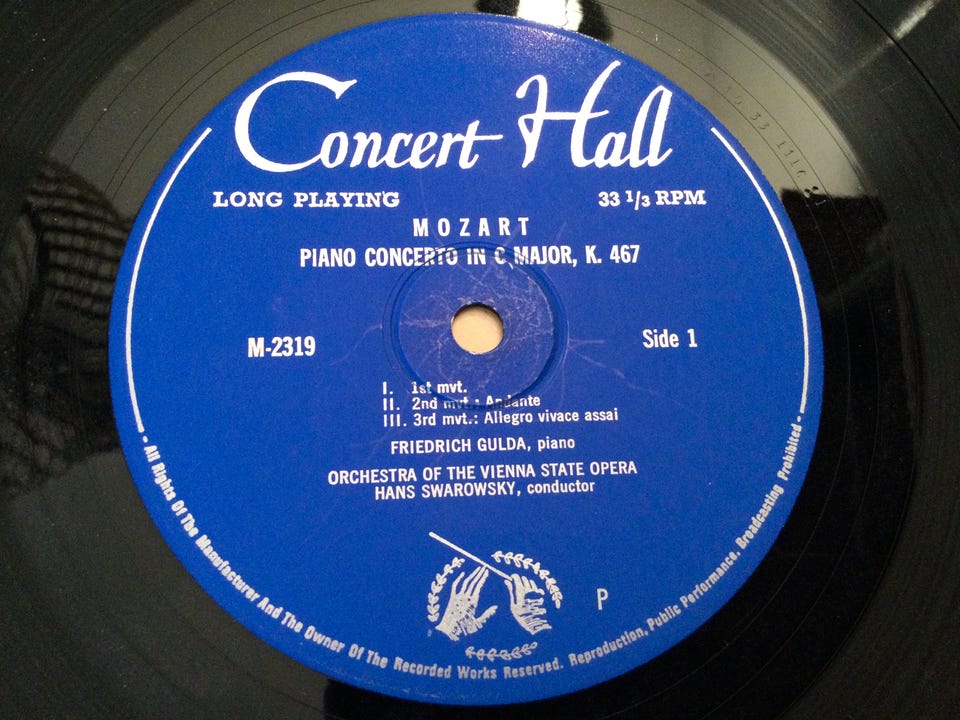 Concert Hall
LONG PLAYING 33 1/3 RPM
MOZART
PIANO CONCERTO IN C MAJOR, K. 467
M-2319 Side 1
I. 1st mvt.
II. 2nd mvt.: Andante
III. 3rd mvt.: Allegro vivace assai
FRIEDRICH GULDA, piano
ORCHESTRA OF THE VIENNA STATE OPERA
HANS SWAROWSKY, conductor
P
- All Rights Of The Manufacturer And The Owner Of The Recorded Works Reserved. Reproduction, Public Performance, Broadcasting Prohibited -